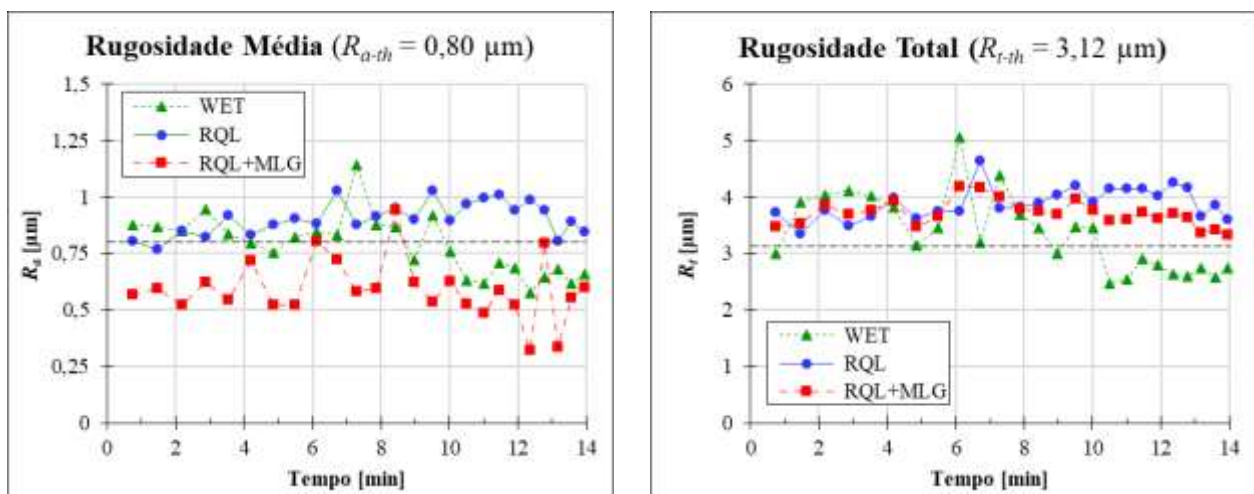 Rugosidade Média (Ra-th = 0,80 µm)
1,5
1,25
1
0,75
0,5
0,25
0
Ra [µm]
WET
RQL
RQL+MLG
0 2 4 6 8 10 12 14
Tempo [min]
Rugosidade Total (Rt-th = 3,12 µm)
6
5
4
3
2
1
0
Rt [µm]
WET
RQL
RQL+MLG
0 2 4 6 8 10 12 14
Tempo [min]